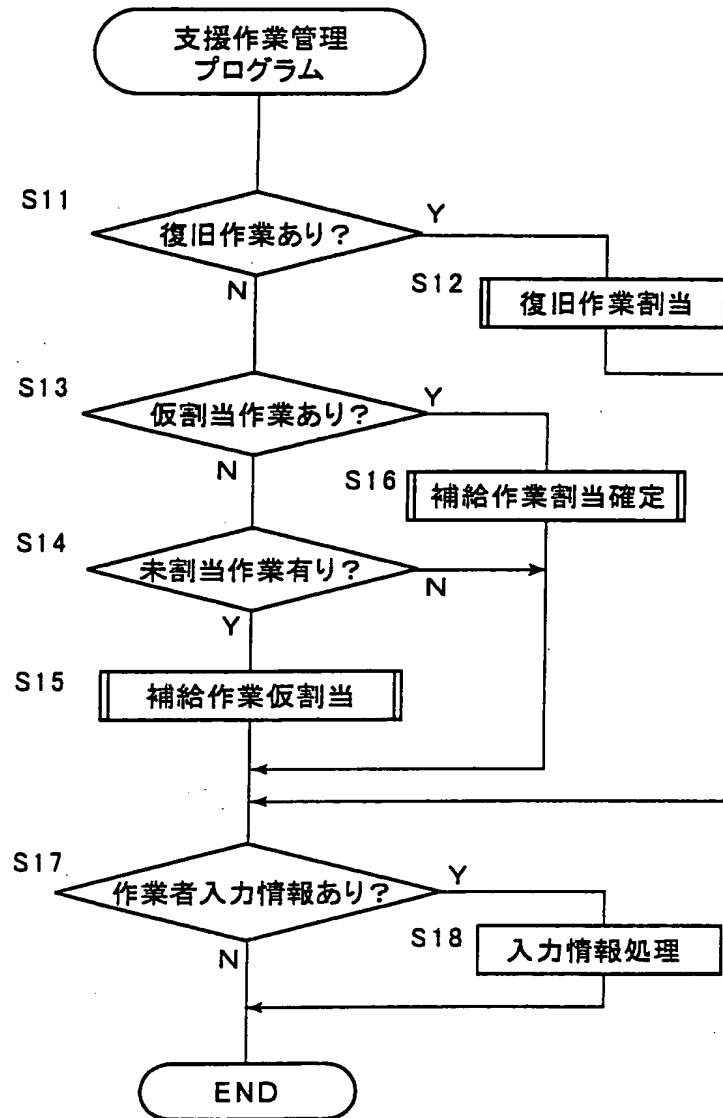 支援作業管理
プログラム
S11
復旧作業あり?
Y
N
S12
復旧作業割当
S13
仮割当作業あり?
Y
N
S16
補給作業割当確定
S14
未割当作業有り?
N
Y
S15
補給作業仮割当
S17
作業者入力情報あり?
Y
N
S18
入力情報処理
END